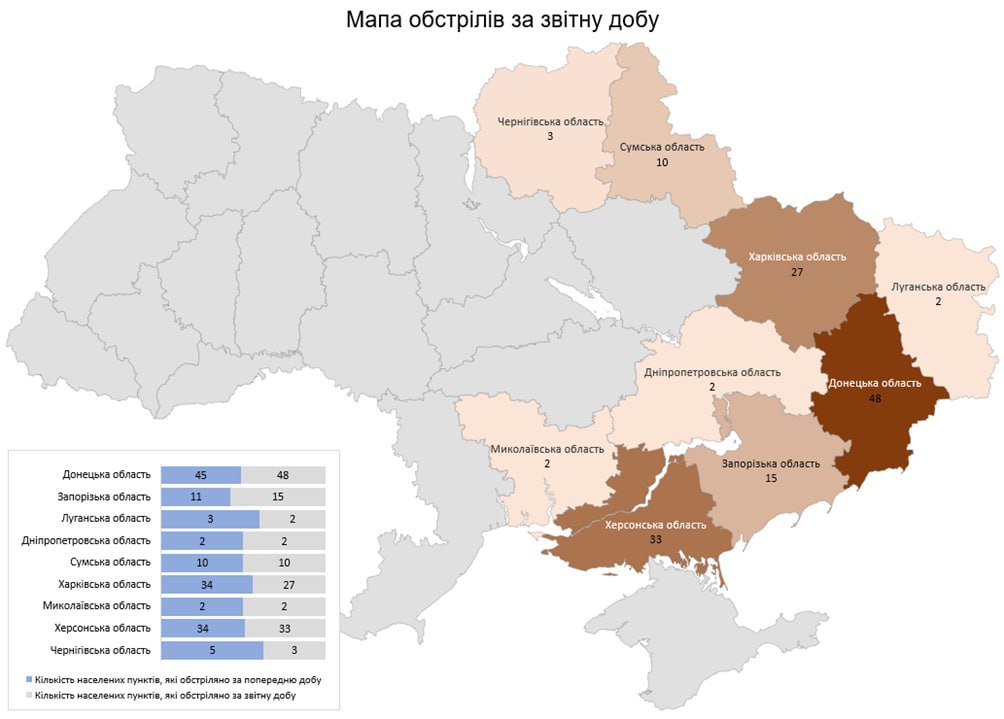 Мапа обстрілів за звітну добу
Чернігівська область
3
Сумська область
10
Харківська область
27
Луганська область
2
Дніпропетровська область
2
Донецька область
48
Миколаївська область
2
Запорізька область
15
Херсонська область
33
Донецька область 45 48
Запорізька область 11 15
Луганська область 3 2
Дніпропетровська область 2 2
Сумська область 10 10
Харківська область 34 27
Миколаївська область 2 2
Херсонська область 34 33
Чернігівська область 5 3
Кількість населених пунктів, які обстріляно за попередню добу
Кількість населених пунктів, які обстріляно за звітну добу